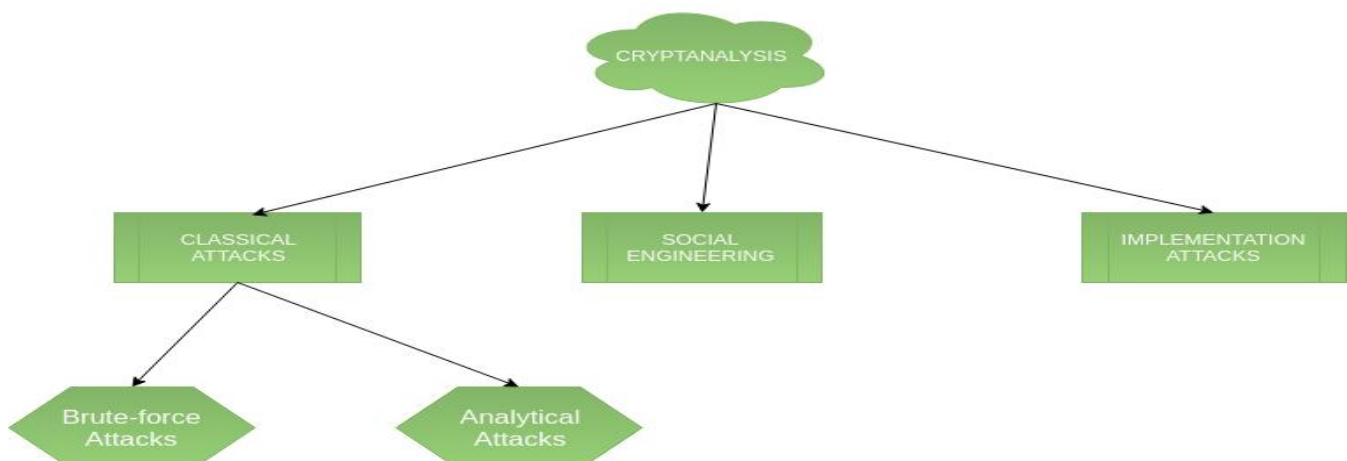 CRYPTANALYSIS
CLASSICAL
ATTACKS
SOCIAL
ENGINEERING
IMPLEMENTATION
ATTACKS
Brute-force
Attacks
Analytical
Attacks